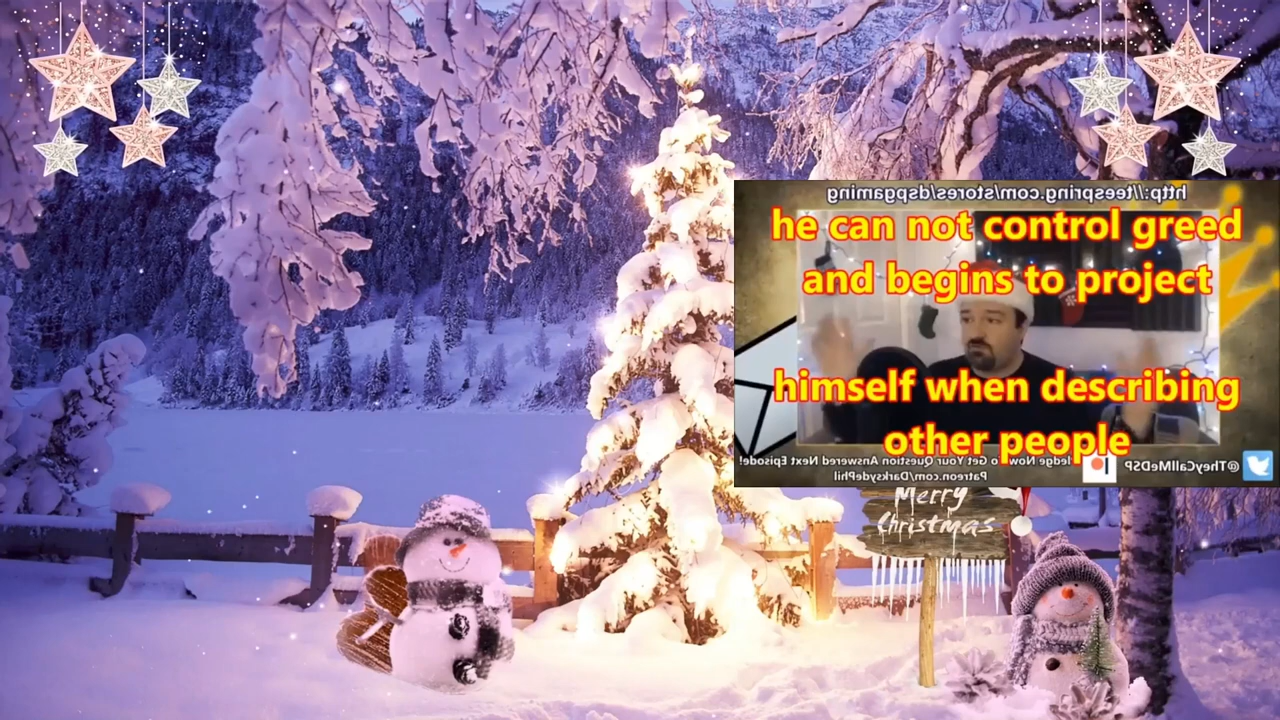 http://teespring.com/stores/dspgaming
he can not control greed
and begins to project
himself when describing
other people
Pledge Now To Get Your Question Answered Next Episode!
Patreon.com/DarksydePhil
@TheyCallMeDSP
Merry
Christmas